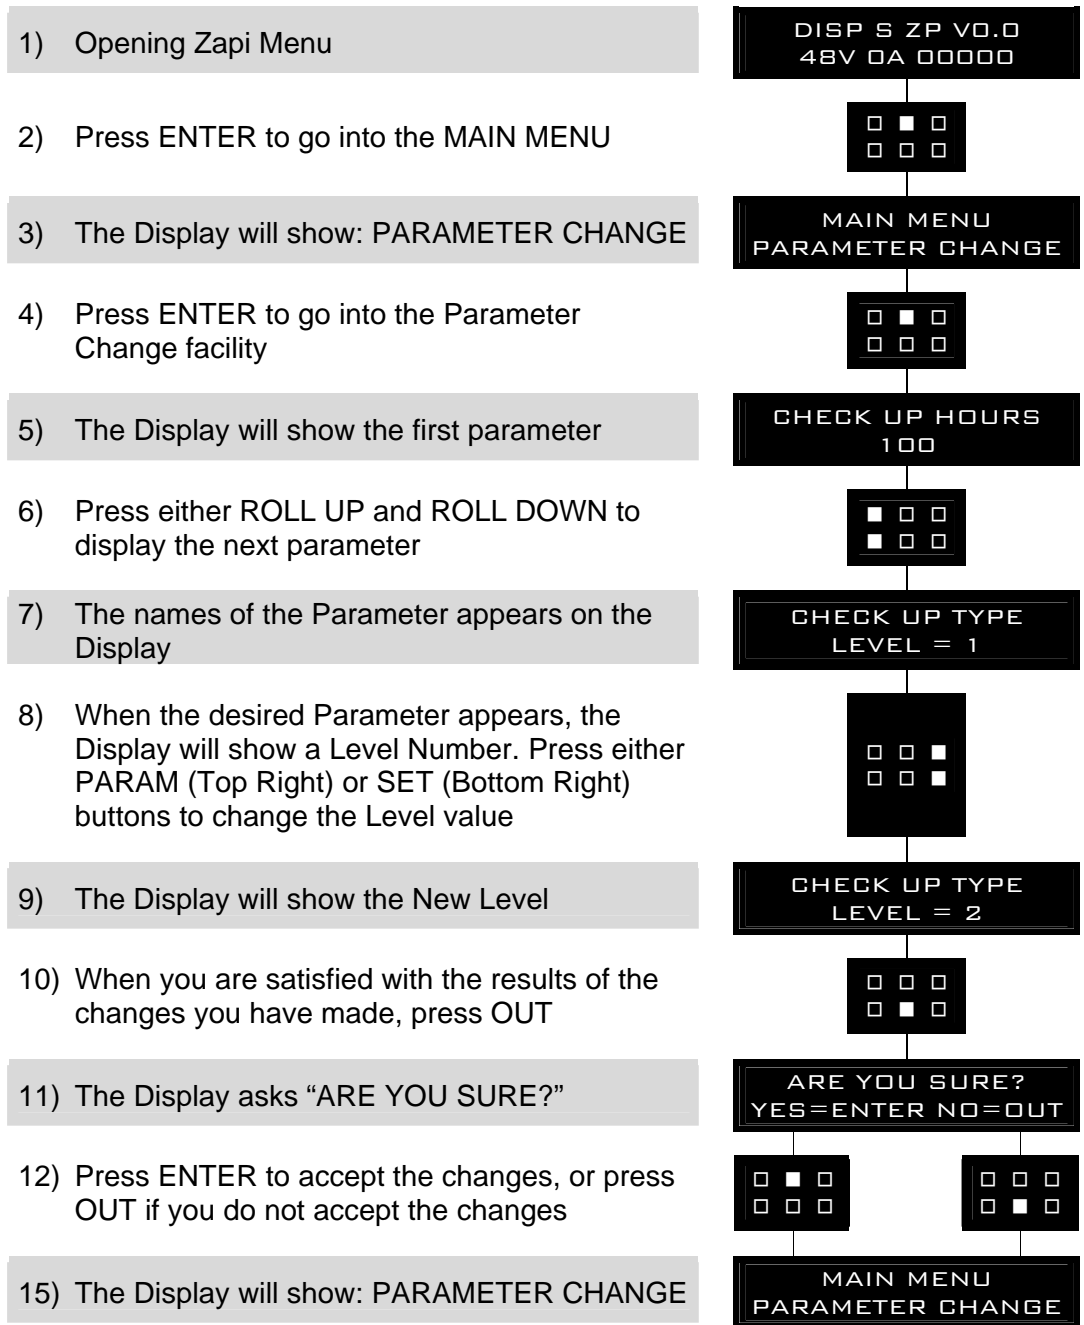 1) Opening Zapi Menu
DISP S ZP V0.0
48V 0A 00000
2) Press ENTER to go into the MAIN MENU
3) The Display will show: PARAMETER CHANGE
MAIN MENU
PARAMETER CHANGE
4) Press ENTER to go into the Parameter
Change facility
5) The Display will show the first parameter
CHECK UP HOURS
100
6) Press either ROLL UP and ROLL DOWN to
display the next parameter
7) The names of the Parameter appears on the
Display
CHECK UP TYPE
LEVEL = 1
8) When the desired Parameter appears, the
Display will show a Level Number. Press either
PARAM (Top Right) or SET (Bottom Right)
buttons to change the Level value
9) The Display will show the New Level
CHECK UP TYPE
LEVEL = 2
10) When you are satisfied with the results of the
changes you have made, press OUT
11) The Display asks “ARE YOU SURE?”
ARE YOU SURE?
YES=ENTER NO=OUT
12) Press ENTER to accept the changes, or press
OUT if you do not accept the changes
15) The Display will show: PARAMETER CHANGE
MAIN MENU
PARAMETER CHANGE